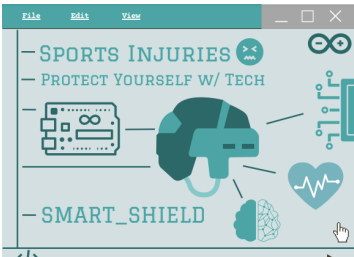 File Edit View
SPORTS INJURIES
PROTECT YOURSELF W/ TECH
SMART_SHIELD